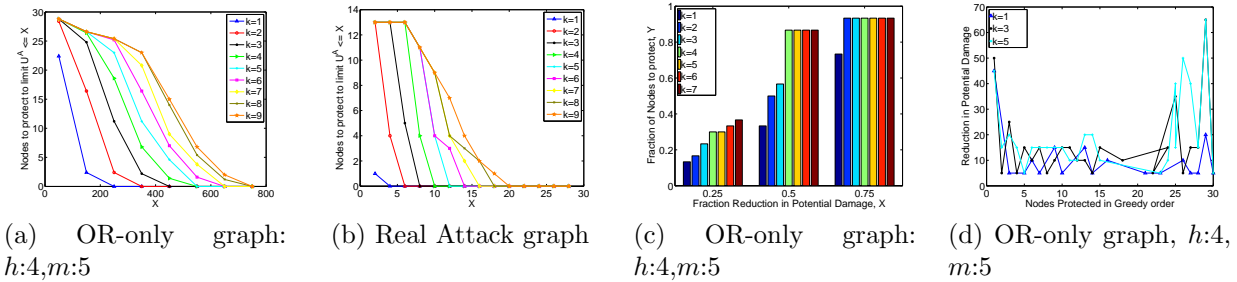 Nodes to protect to limit U^A <= X
30
25
20
15
10
5
0
0 200 400 600 800
X
k=1
k=2
k=3
k=4
k=5
k=6
k=7
k=8
k=9
Nodes to protect to limit U^A <= X
14
12
10
8
6
4
2
0
0 5 10 15 20 25 30
X
k=1
k=2
k=3
k=4
k=5
k=6
k=7
k=8
k=9
Fraction of Nodes to protect, Y
1
0.8
0.6
0.4
0.2
0
0.25 0.5 0.75
Fraction Reduction in Potential Damage, X
k=1
k=2
k=3
k=4
k=5
k=6
k=7
Reduction in Potential Damage
70
60
50
40
30
20
10
0
0 5 10 15 20 25 30
Nodes Protected in Greedy order
k=1
k=3
k=5
(a) OR-only graph:
h:4,m:5
(b) Real Attack graph
(c) OR-only graph:
h:4,m:5
(d) OR-only graph, h:4,
m:5